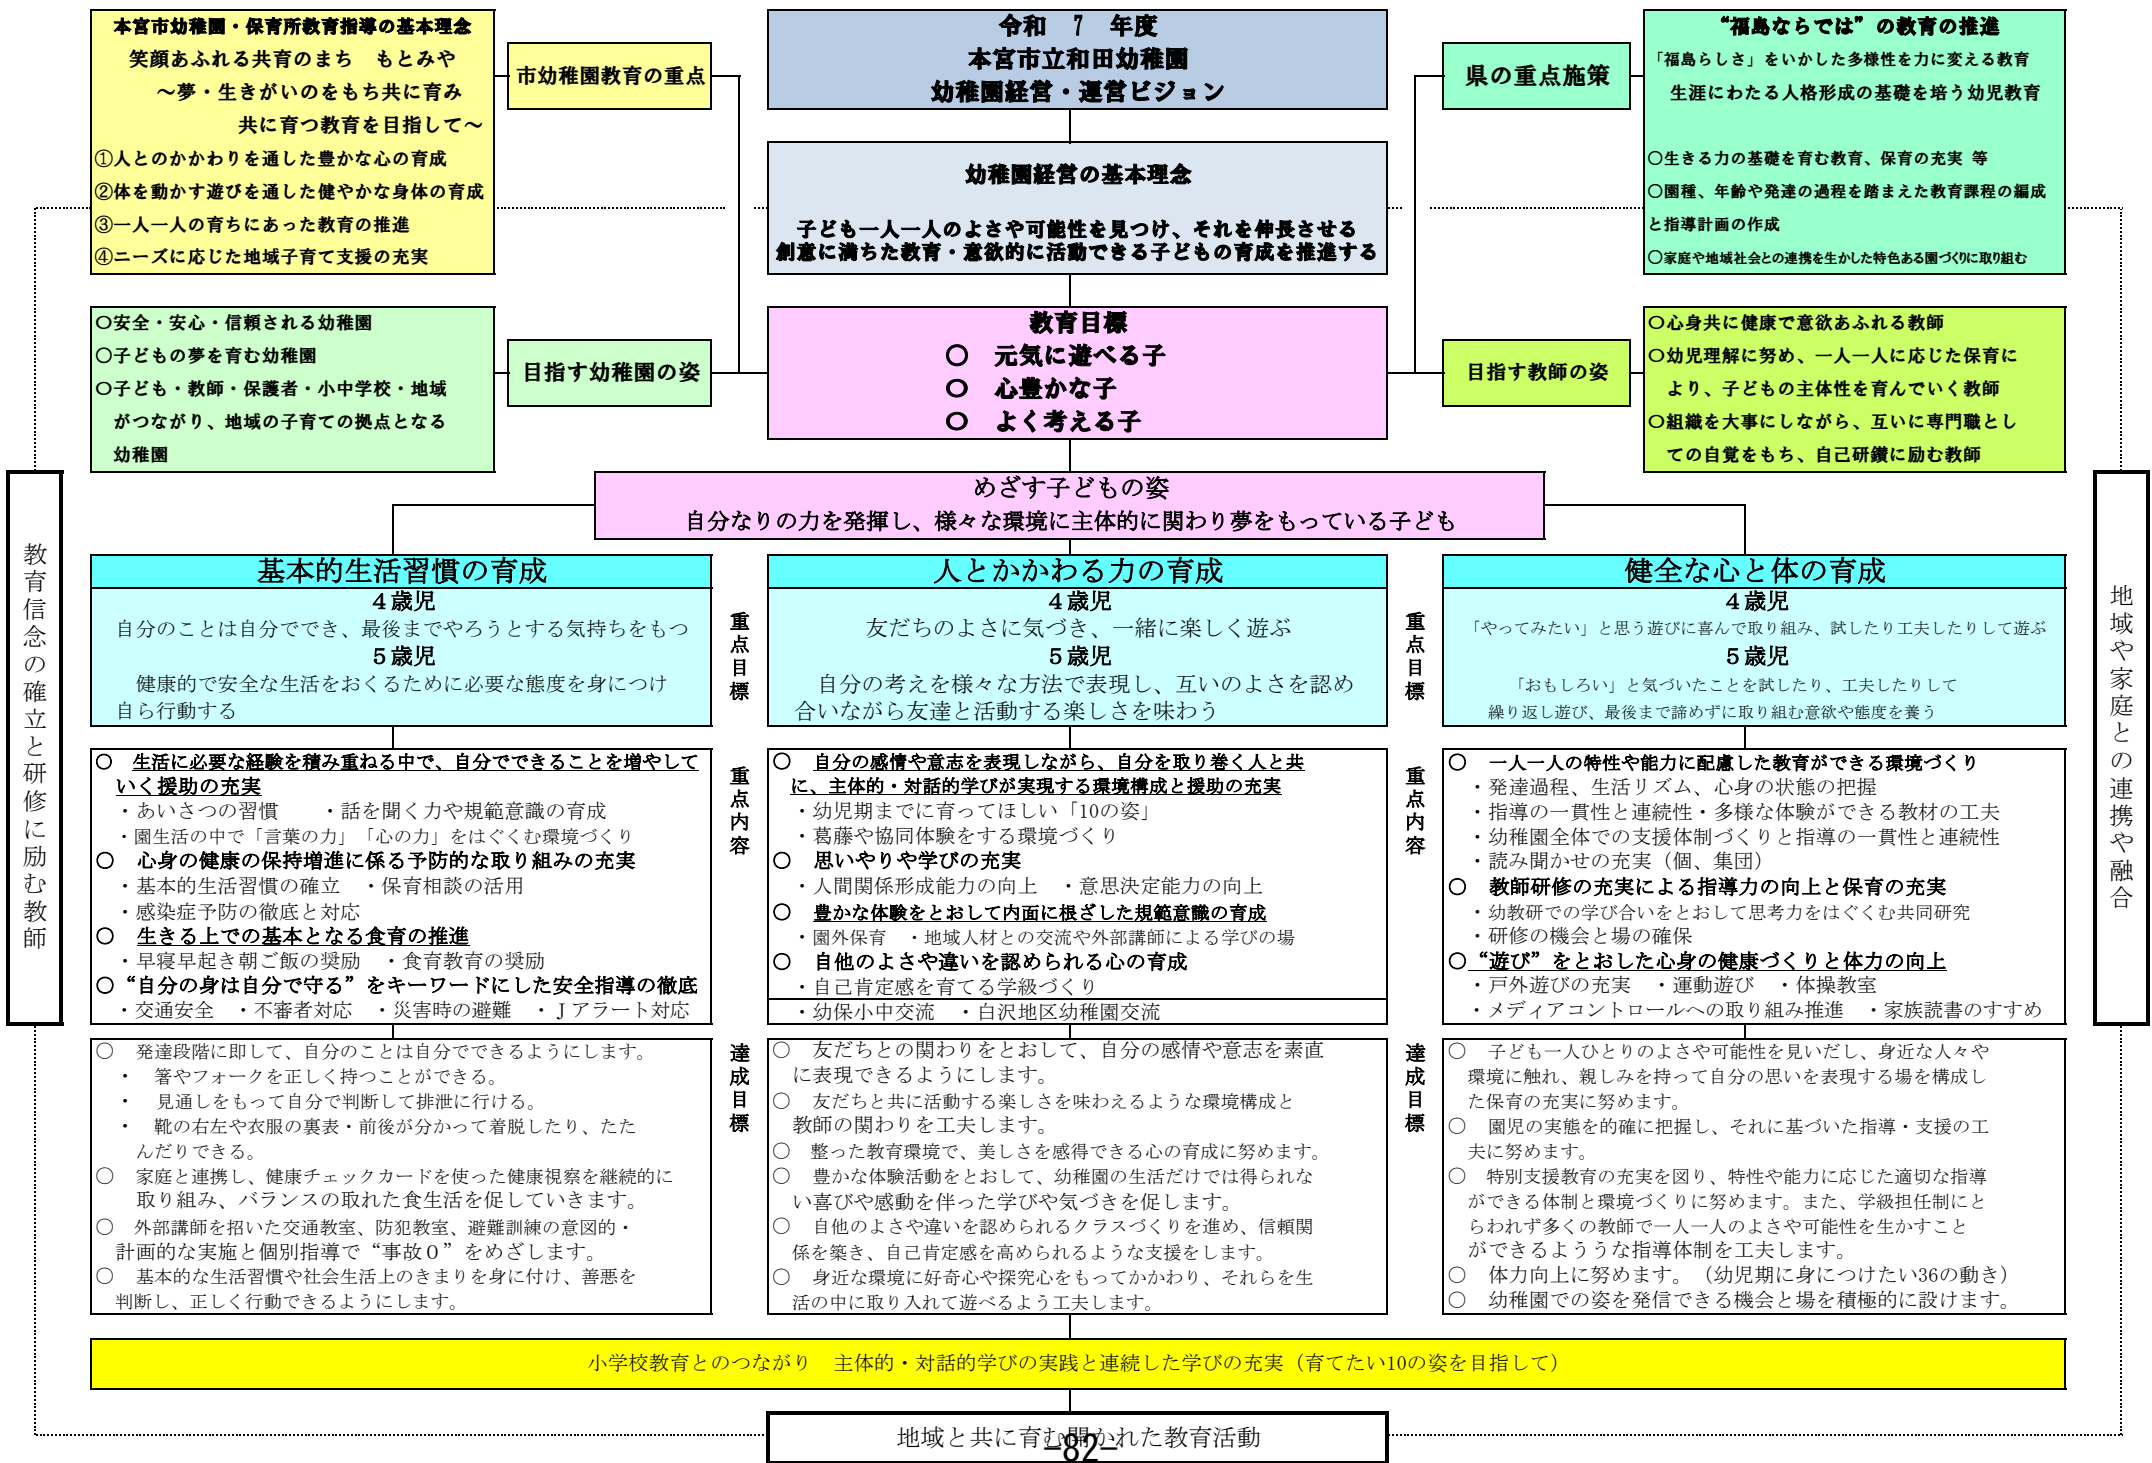 本宮市幼稚園・保育所教育指導の基本理念
笑顔あふれる共育のまち　もとみや
～夢・生きがいのをもち共に育み
共に育つ教育を目指して～
①人とのかかわりを通した豊かな心の育成
②体を動かす遊びを通した健やかな身体の育成
③一人一人の育ちにあった教育の推進
④ニーズに応じた地域子育て支援の充実
市幼稚園教育の重点
令和　7　年度
本宮市立和田幼稚園
幼稚園経営・運営ビジョン
県の重点施策
“福島ならでは”の教育の推進
「福島らしさ」をいかした多様性を力に変える教育
生涯にわたる人格形成の基礎を培う幼児教育
○生きる力の基礎を育む教育、保育の充実 等
○園種、年齢や発達の過程を踏まえた教育課程の編成
と指導計画の作成
○家庭や地域社会との連携を生かした特色ある園づくりに取り組む
幼稚園経営の基本理念
子ども一人一人のよさや可能性を見つけ、それを伸長させる
創意に満ちた教育・意欲的に活動できる子どもの育成を推進する
○安全・安心・信頼される幼稚園
○子どもの夢を育む幼稚園
○子ども・教師・保護者・小中学校・地域
がつながり、地域の子育ての拠点となる
幼稚園
目指す幼稚園の姿
教育目標
○　元気に遊べる子
○　心豊かな子
○　よく考える子
目指す教師の姿
○心身共に健康で意欲あふれる教師
○幼児理解に努め、一人一人に応じた保育に
より、子どもの主体性を育んでいく教師
○組織を大事にしながら、互いに専門職とし
ての自覚をもち、自己研鑽に励む教師
めざす子どもの姿
自分なりの力を発揮し、様々な環境に主体的に関わり夢をもっている子ども
教育信念の確立と研修に励む教師
基本的生活習慣の育成
４歳児
自分のことは自分ででき、最後までやろうとする気持ちをもつ
５歳児
健康的で安全な生活をおくるために必要な態度を身につけ
自ら行動する
重点目標
人とかかわる力の育成
４歳児
友だちのよさに気づき、一緒に楽しく遊ぶ
５歳児
自分の考えを様々な方法で表現し、互いのよさを認め
合いながら友達と活動する楽しさを味わう
重点目標
健全な心と体の育成
４歳児
「やってみたい」と思う遊びに喜んで取り組み、試したり工夫したりして遊ぶ
５歳児
「おもしろい」と気づいたことを試したり、工夫したりして
繰り返し遊び、最後まで諦めずに取り組む意欲や態度を養う
地域や家庭との連携や融合
○　生活に必要な経験を積み重ねる中で、自分でできることを増やして
いく援助の充実
・あいさつの習慣　　・話を聞く力や規範意識の育成
・園生活の中で「言葉の力」「心の力」をはぐくむ環境づくり
○　心身の健康の保持増進に係る予防的な取り組みの充実
・基本的生活習慣の確立　・保育相談の活用
・感染症予防の徹底と対応
○　生きる上での基本となる食育の推進
・早寝早起き朝ご飯の奨励　・食育教育の奨励
○“自分の身は自分で守る”をキーワードにした安全指導の徹底
・交通安全　・不審者対応　・災害時の避難　・Ｊアラート対応
重点内容
○　自分の感情や意志を表現しながら、自分を取り巻く人と共
に、主体的・対話的学びが実現する環境構成と援助の充実
・幼児期までに育ってほしい「10の姿」
・葛藤や協同体験をする環境づくり
○　思いやりや学びの充実
・人間関係形成能力の向上　・意思決定能力の向上
○　豊かな体験をとおして内面に根ざした規範意識の育成
・園外保育　・地域人材との交流や外部講師による学びの場
○　自他のよさや違いを認められる心の育成
・自己肯定感を育てる学級づくり
・幼保小中交流　・白沢地区幼稚園交流
重点内容
○　一人一人の特性や能力に配慮した教育ができる環境づくり
・発達過程、生活リズム、心身の状態の把握
・指導の一貫性と連続性・多様な体験ができる教材の工夫
・幼稚園全体での支援体制づくりと指導の一貫性と連続性
・読み聞かせの充実（個、集団）
○　教師研修の充実による指導力の向上と保育の充実
・幼教研での学び合いをとおして思考力をはぐくむ共同研究
・研修の機会と場の確保
○“遊び”をとおした心身の健康づくりと体力の向上
・戸外遊びの充実　・運動遊び　・体操教室
・メディアコントロールへの取り組み推進　・家族読書のすすめ
○　発達段階に即して、自分のことは自分でできるようにします。
・　箸やフォークを正しく持つことができる。
・　見通しをもって自分で判断して排泄に行ける。
・　靴の右左や衣服の裏表・前後が分かって着脱したり、たた
んだりできる。
○　家庭と連携し、健康チェックカードを使った健康視察を継続的に
取り組み、バランスの取れた食生活を促していきます。
○　外部講師を招いた交通教室、防犯教室、避難訓練の意図的・
計画的な実施と個別指導で“事故０”をめざします。
○　基本的な生活習慣や社会生活上のきまりを身に付け、善悪を
判断し、正しく行動できるようにします。
達成目標
○　友だちとの関わりをとおして、自分の感情や意志を素直
に表現できるようにします。
○　友だちと共に活動する楽しさを味わえるような環境構成と
教師の関わりを工夫します。
○　整った教育環境で、美しさを感得できる心の育成に努めます。
○　豊かな体験活動をとおして、幼稚園の生活だけでは得られな
い喜びや感動を伴った学びや気づきを促します。
○　自他のよさや違いを認められるクラスづくりを進め、信頼関
係を築き、自己肯定感を高められるような支援をします。
○　身近な環境に好奇心や探究心をもってかかわり、それらを生
活の中に取り入れて遊べるよう工夫します。
達成目標
○　子ども一人ひとりのよさや可能性を見いだし、身近な人々や
環境に触れ、親しみを持って自分の思いを表現する場を構成し
た保育の充実に努めます。
○　園児の実態を的確に把握し、それに基づいた指導・支援の工
夫に努めます。
○　特別支援教育の充実を図り、特性や能力に応じた適切な指導
ができる体制と環境づくりに努めます。また、学級担任制にと
らわれず多くの教師で一人一人のよさや可能性を生かすこと
ができるよううな指導体制を工夫します。
○　体力向上に努めます。（幼児期に身につけたい36の動き）
○　幼稚園での姿を発信できる機会と場を積極的に設けます。
小学校教育とのつながり　主体的・対話的学びの実践と連続した学びの充実（育てたい10の姿を目指して）
地域と共に育む開かれた教育活動
-82-